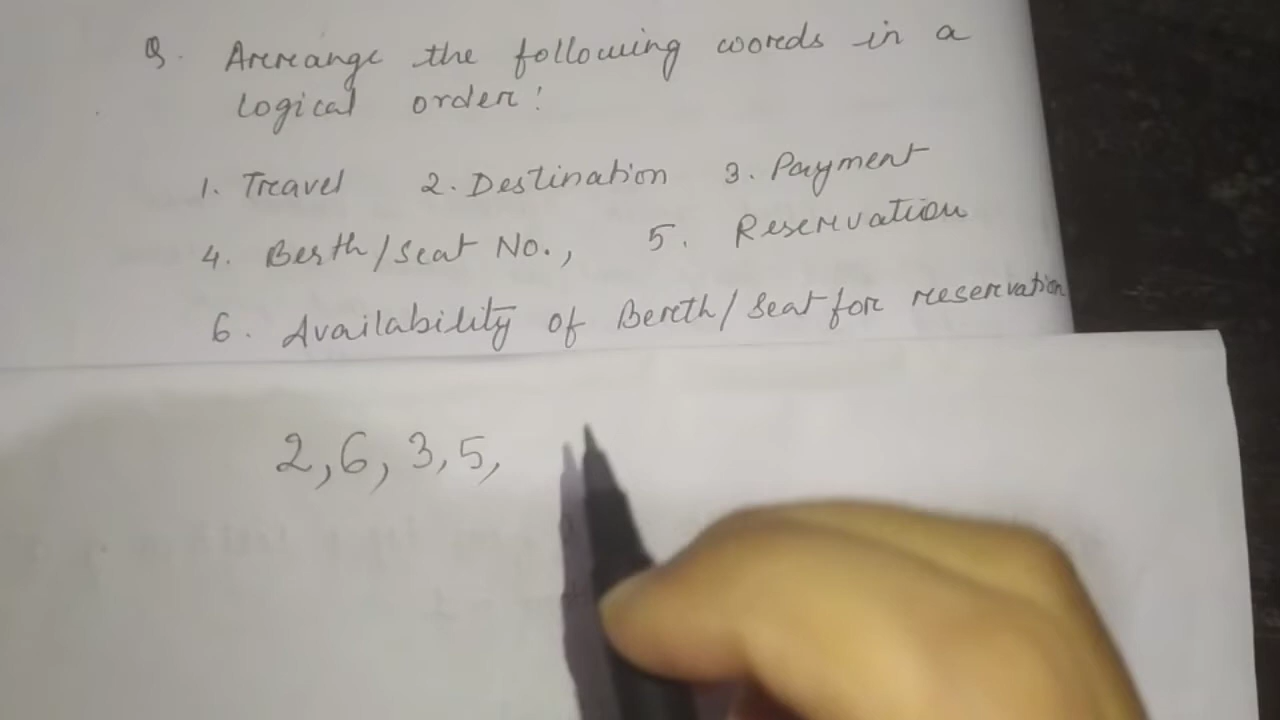 Q. Arrange the following words in a
logical order:
1. Travel 2. Destination 3. Payment
4. Berth/Seat No., 5. Reservation
6. Availability of Berth/Seat for reservation
2, 6, 3, 5,